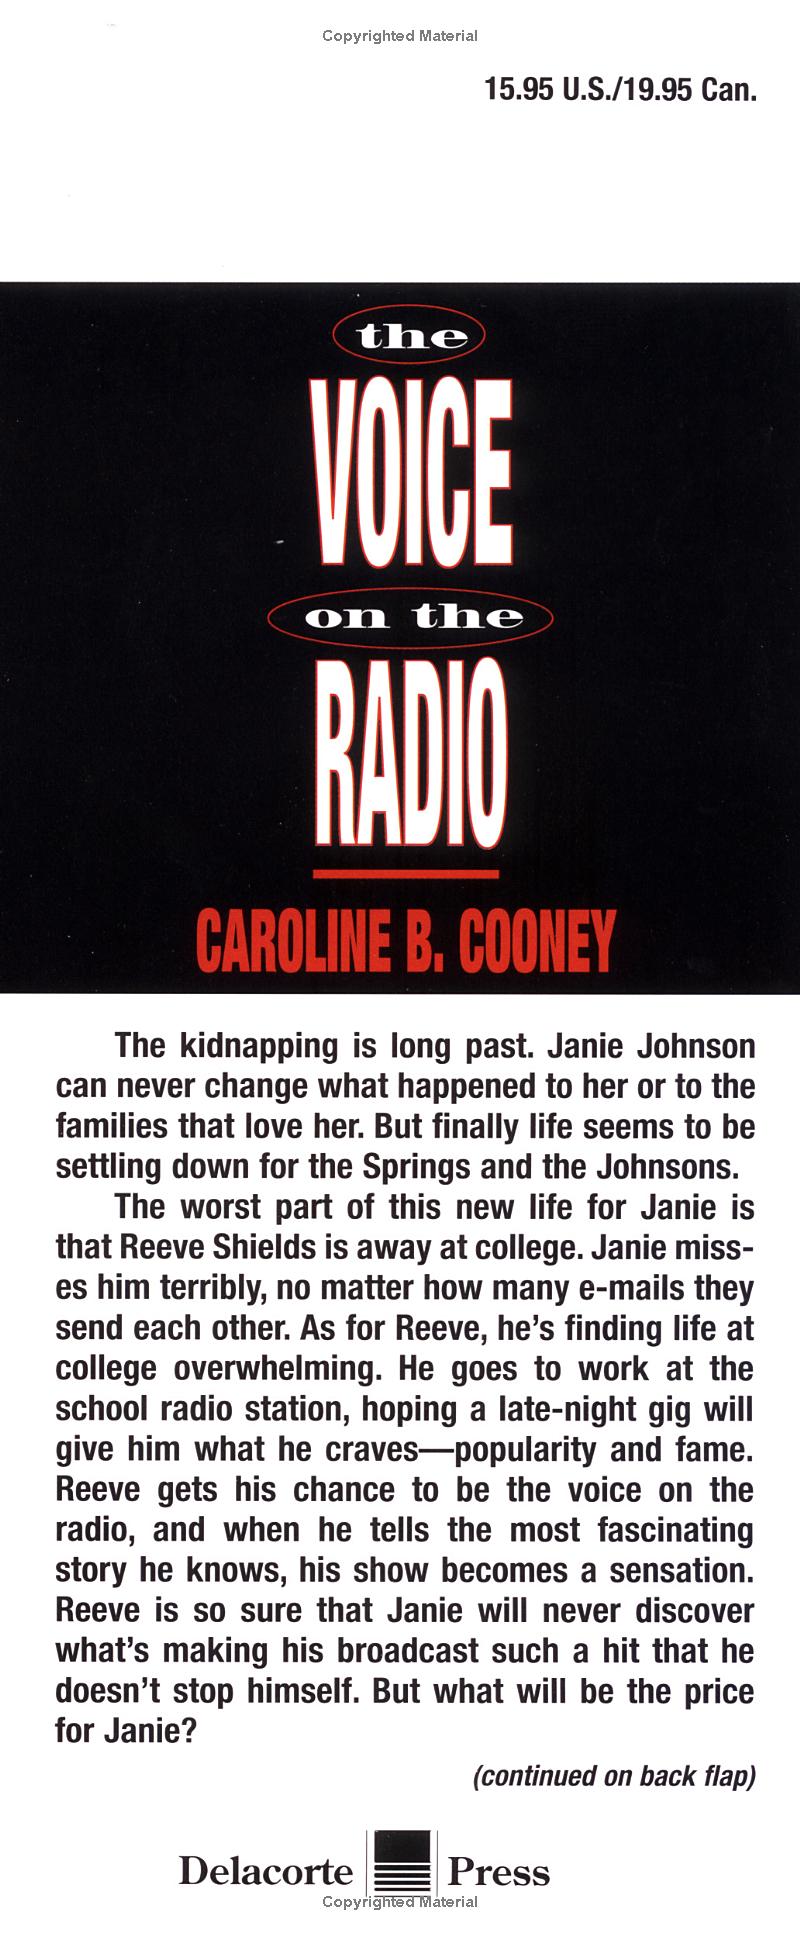 Copyrighted Material
15.95 U.S./19.95 Can.
the
VOICE
on the
RADIO
CAROLINE B. COONEY
The kidnapping is long past. Janie Johnson
can never change what happened to her or to the
families that love her. But finally life seems to be
settling down for the Springs and the Johnsons.
The worst part of this new life for Janie is
that Reeve Shields is away at college. Janie miss-
es him terribly, no matter how many e-mails they
send each other. As for Reeve, he's finding life at
college overwhelming. He goes to work at the
school radio station, hoping a late-night gig will
give him what he craves—popularity and fame.
Reeve gets his chance to be the voice on the
radio, and when he tells the most fascinating
story he knows, his show becomes a sensation.
Reeve is so sure that Janie will never discover
what's making his broadcast such a hit that he
doesn't stop himself. But what will be the price
for Janie?
(continued on back flap)
Delacorte Press
Copyrighted Material